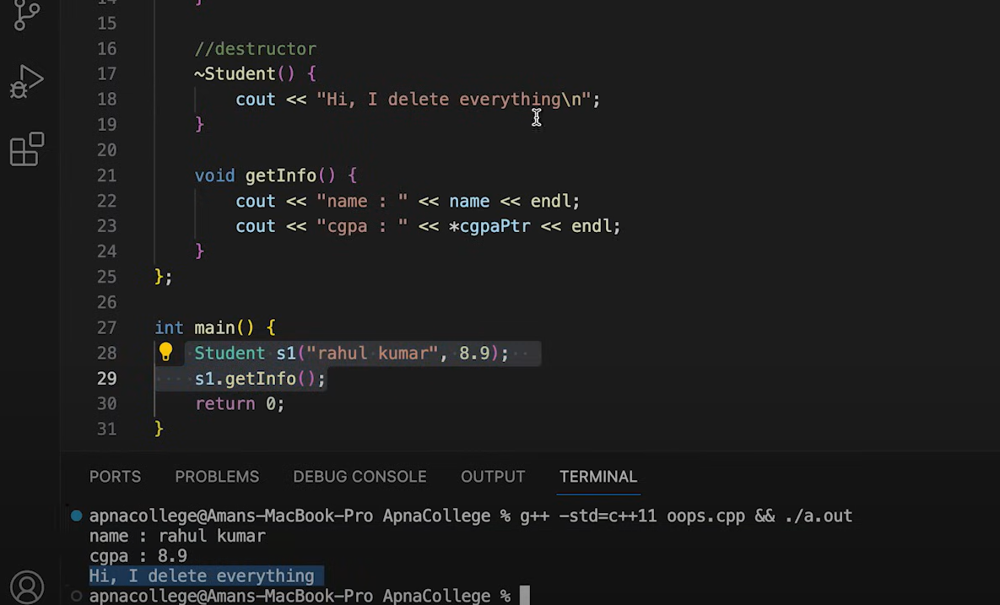 14 }
15
16 //destructor
17 ~Student() {
18 cout << "Hi, I delete everything\n";
19 }
20
21 void getInfo() {
22 cout << "name : " << name << endl;
23 cout << "cgpa : " << *cgpaPtr << endl;
24 }
25 };
26
27 int main() {
28 Student s1("rahul kumar", 8.9);
29 s1.getInfo();
30 return 0;
31 }
PORTS PROBLEMS DEBUG CONSOLE OUTPUT TERMINAL
apnacollege@Amans-MacBook-Pro ApnaCollege % g++ -std=c++11 oops.cpp && ./a.out
name : rahul kumar
cgpa : 8.9
Hi, I delete everything
apnacollege@Amans-MacBook-Pro ApnaCollege %